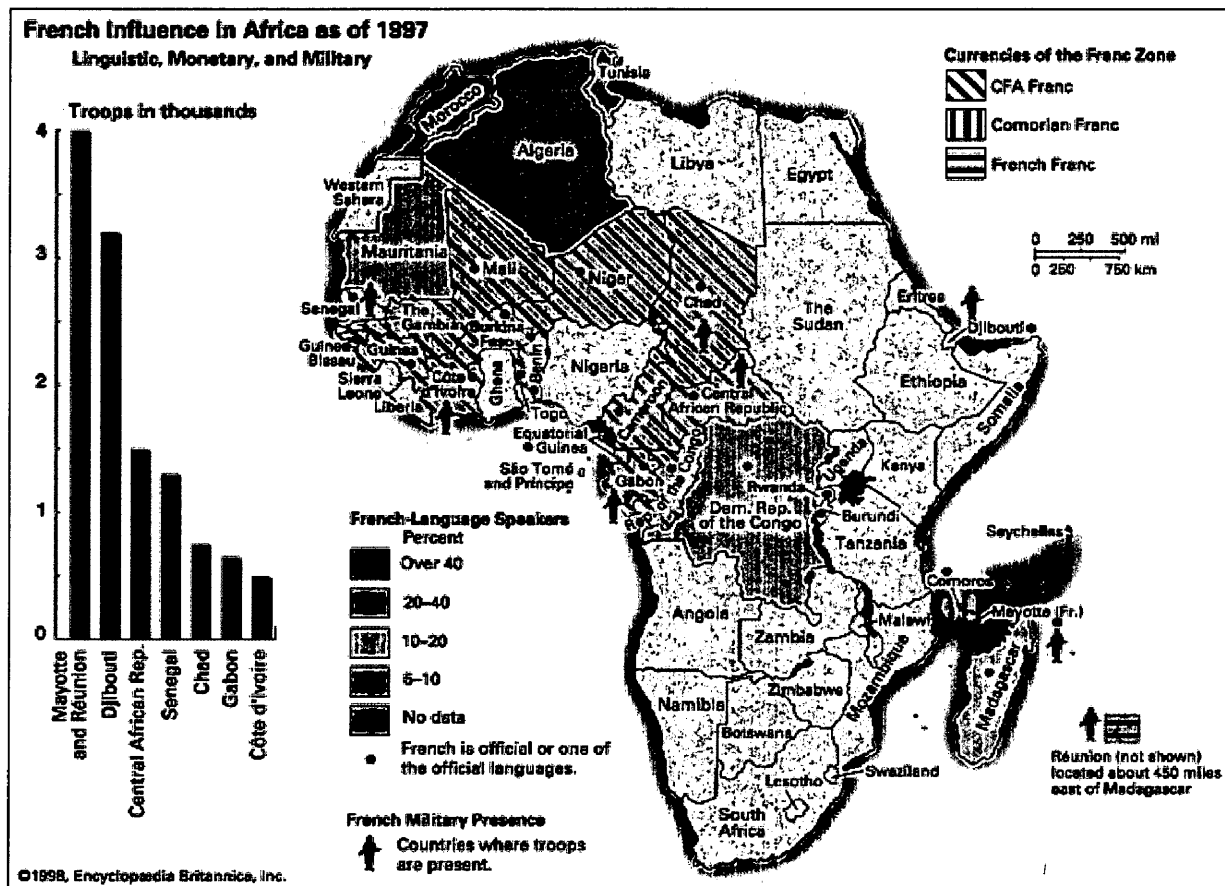 French Influence in Africa as of 1997
Linguistic, Monetary, and Military
Troops in thousands
4
3
2
1
0
Mayotte
and Réunion
Djibouti
Central African Rep.
Senegal
Chad
Gabon
Côte d'Ivoire
Currencies of the Franc Zone
CFA Franc
Comorian Franc
French Franc
0 250 500 mi
0 250 750 km
Tunisia
Morocco
Algeria
Libya
Egypt
Western
Sahara
Mauritania
Mali
Niger
Chad
The
Sudan
Eritrea
Djibouti
Senegal
The
Gambia
Guinea
Bissau
Guinea
Burkina
Faso
Sierra
Leone
Liberia
Côte
d'Ivoire
Ghana
Togo
Benin
Nigeria
Cameroon
Central
African Republic
Ethiopia
Somalia
Equatorial
Guinea
São Tomé
and Príncipe
Gabon
Rep. of the Congo
Dem. Rep.
of the Congo
Uganda
Kenya
Rwanda
Burundi
Tanzania
Seychelles
Comoros
Mayotte (Fr.)
Angola
Zambia
Malawi
Mozambique
Madagascar
Zimbabwe
Namibia
Botswana
Swaziland
Lesotho
South
Africa
French-Language Speakers
Percent
Over 40
20–40
10–20
5–10
No data
French is official or one of
the official languages.
French Military Presence
Countries where troops
are present.
Réunion (not shown)
located about 450 miles
east of Madagascar
©1998, Encyclopædia Britannica, Inc.